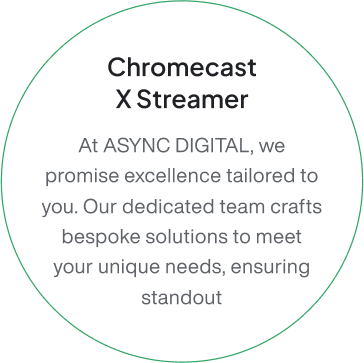 Chromecast
X Streamer
At ASYNC DIGITAL, we
promise excellence tailored to
you. Our dedicated team crafts
bespoke solutions to meet
your unique needs, ensuring
standout